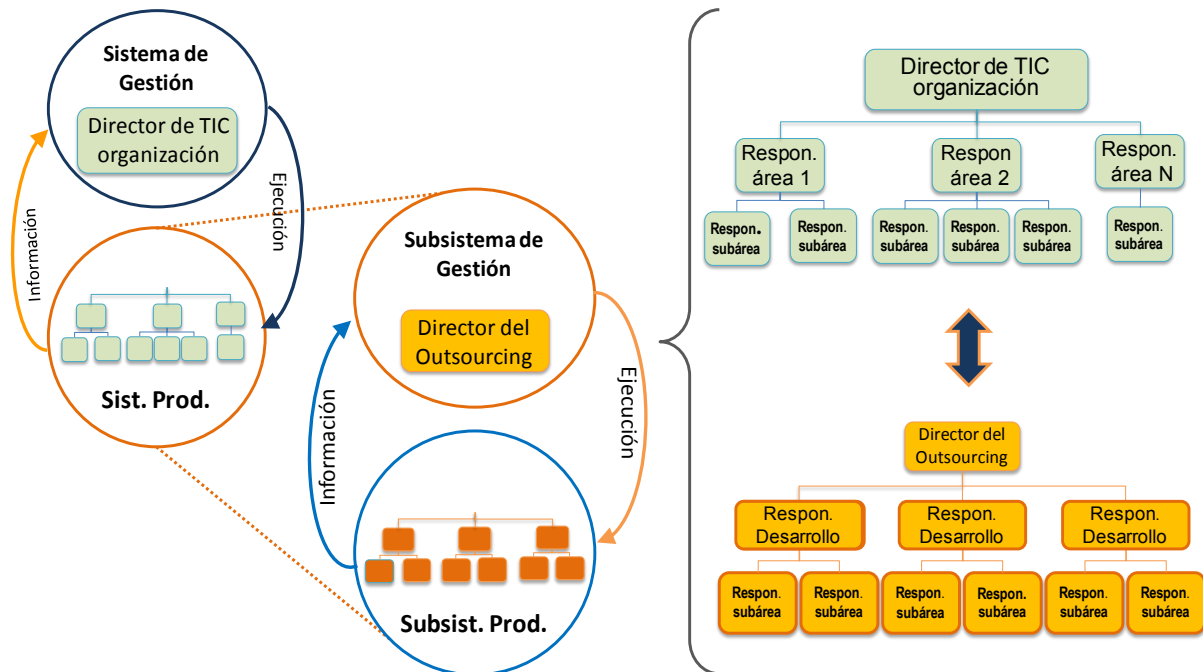 Sistema de
Gestión
Director de TIC
organización
Información
Ejecución
Sist. Prod.
Subsistema de
Gestión
Director del
Outsourcing
Información
Ejecución
Subsist. Prod.
Director de TIC
organización
Respon.
área 1
Respon
área 2
Respon.
área N
Respon.
subárea
Respon.
subárea
Respon.
subárea
Respon.
subárea
Respon.
subárea
Respon.
subárea
Director del
Outsourcing
Respon.
Desarrollo
Respon.
Desarrollo
Respon.
Desarrollo
Respon.
subárea
Respon.
subárea
Respon.
subárea
Respon.
subárea
Respon.
subárea
Respon.
subárea